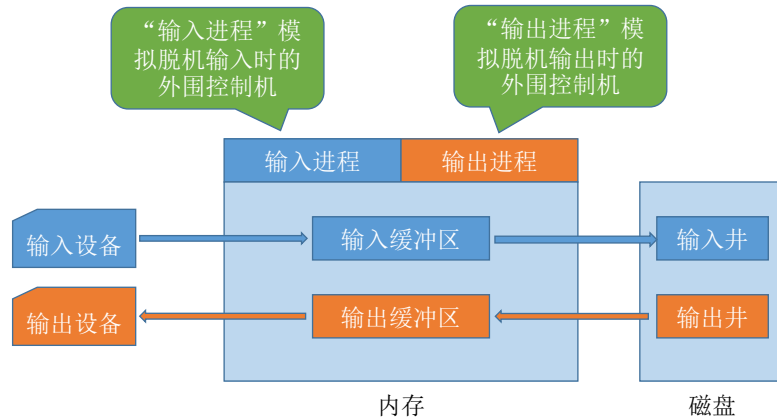 “输入进程”模
拟脱机输入时的
外围控制机
“输出进程”模
拟脱机输出时的
外围控制机
输入进程
输出进程
输入设备
输入缓冲区
输入井
输出设备
输出缓冲区
输出井
内存
磁盘